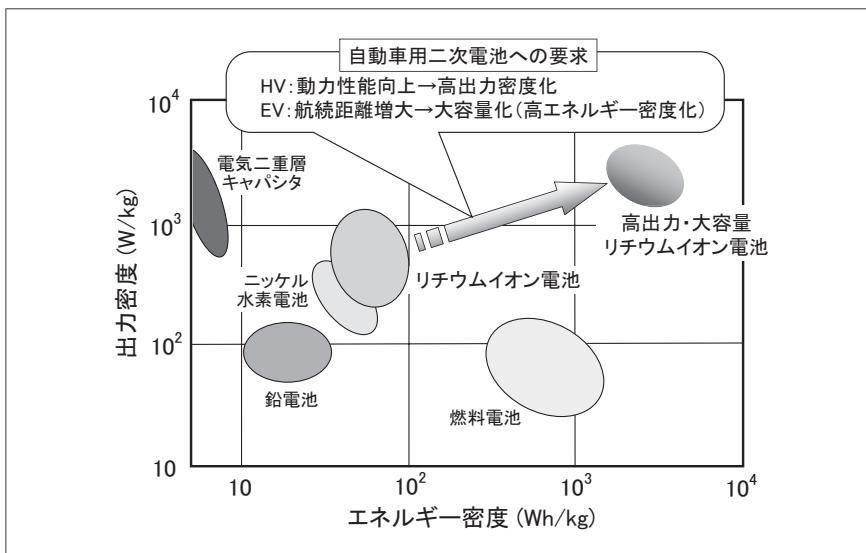 自動車用二次電池への要求
HV:動力性能向上→高出力密度化
EV:航続距離増大→大容量化(高エネルギー密度化)
10⁴
電気二重層
キャパシタ
10³
高出力・大容量
リチウムイオン電池
ニッケル
水素電池
リチウムイオン電池
出力密度 (W/kg)
10²
鉛電池
燃料電池
10
10
10²
10³
10⁴
エネルギー密度 (Wh/kg)